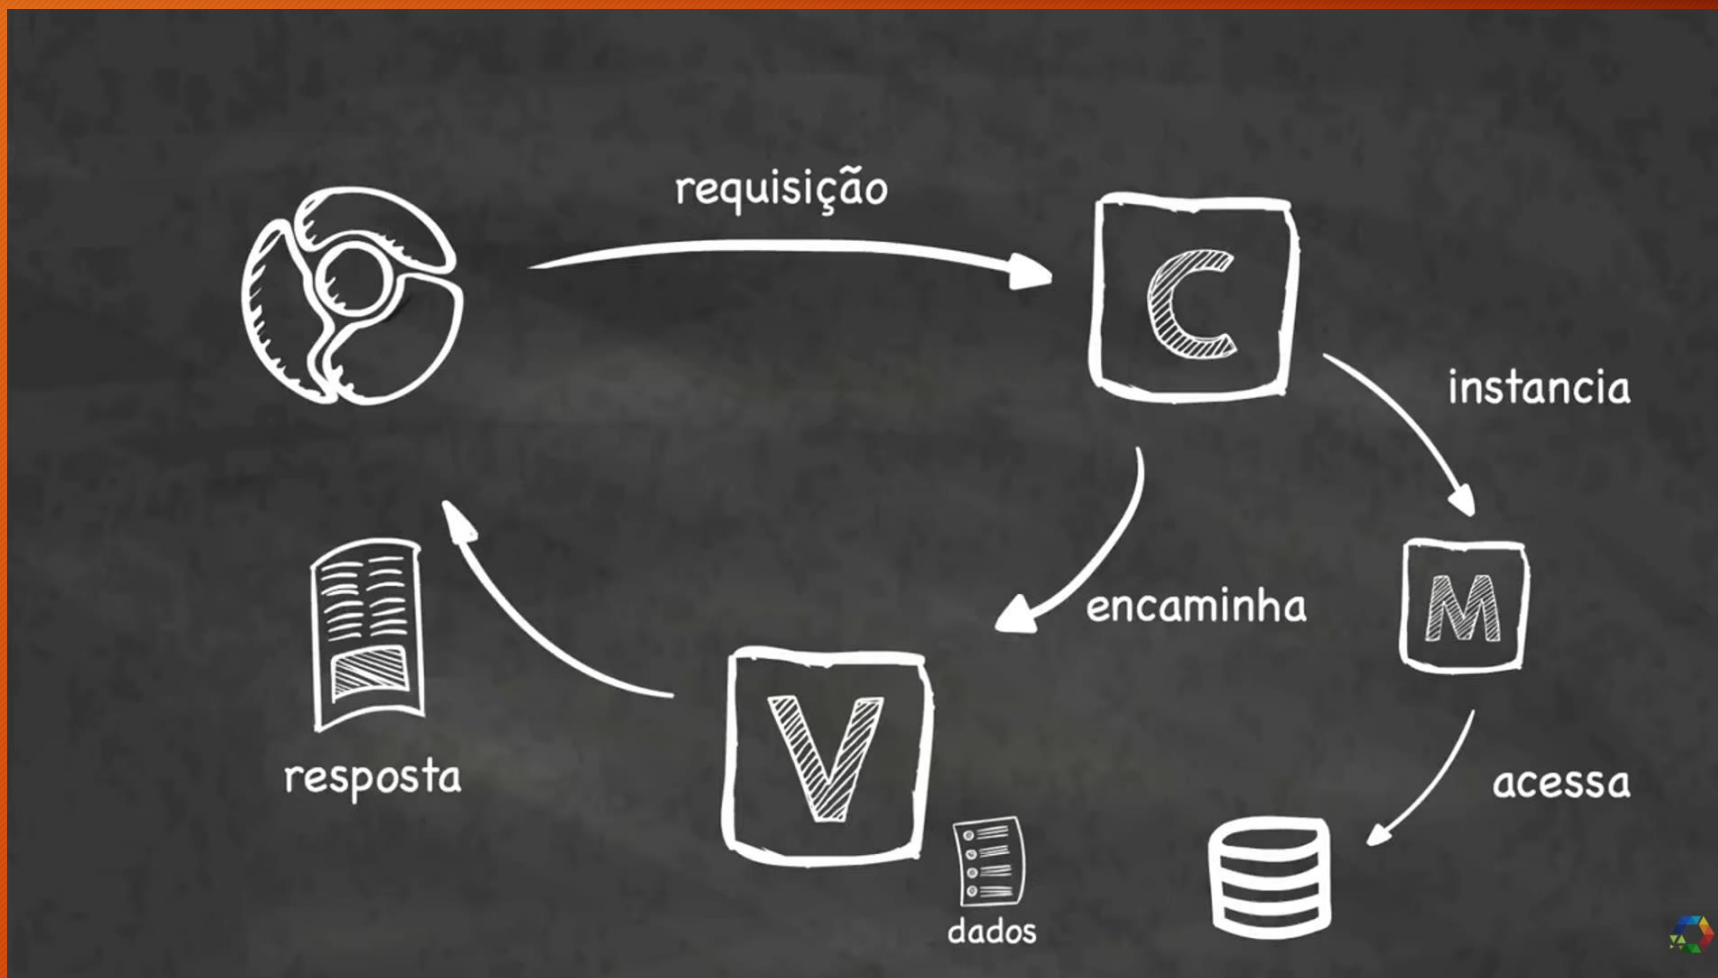 requisição
C
instancia
encaminha
M
V
resposta
acessa
dados